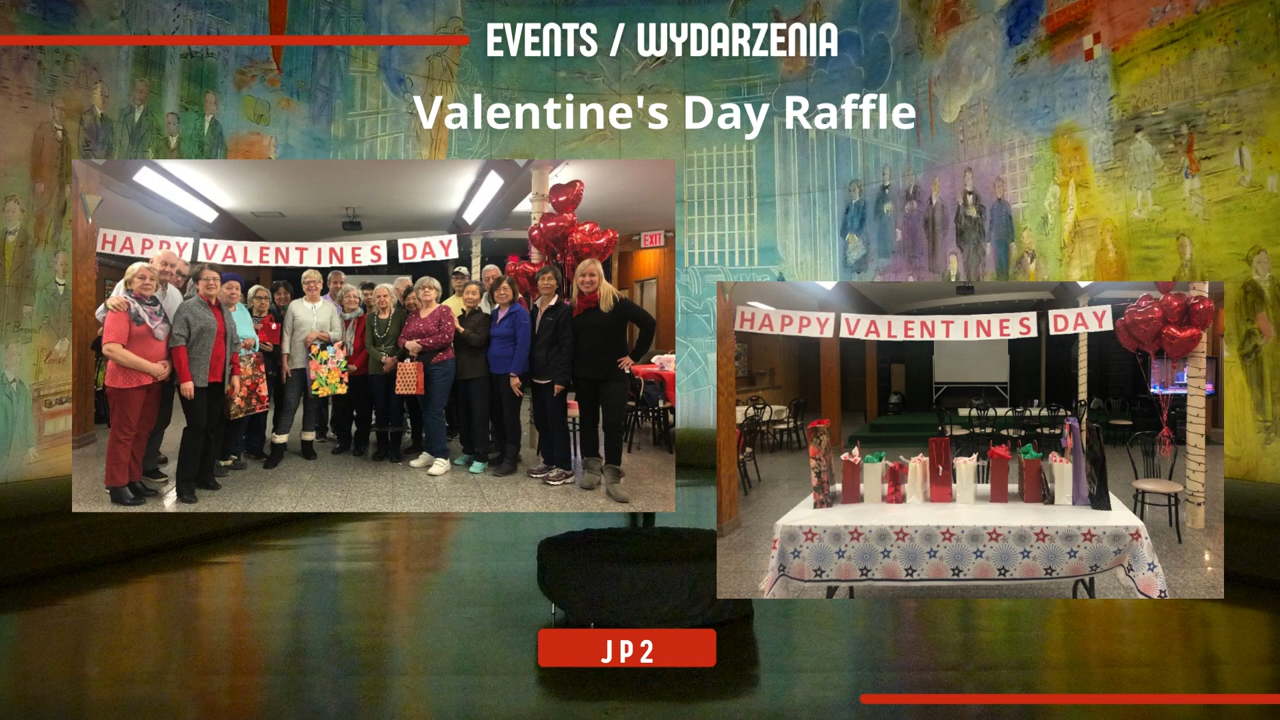 EVENTS / WYDARZENIA
Valentine's Day Raffle
HAPPY VALENTINES DAY
EXIT
HAPPY VALENTINES DAY
JP2